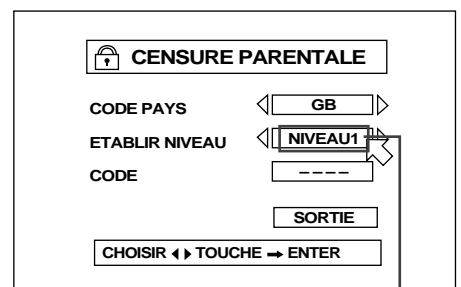 CENSURE PARENTALE
CODE PAYS GB
ETABLIR NIVEAU NIVEAU1
CODE ----
SORTIE
CHOISIR ◂ ▸ TOUCHE → ENTER